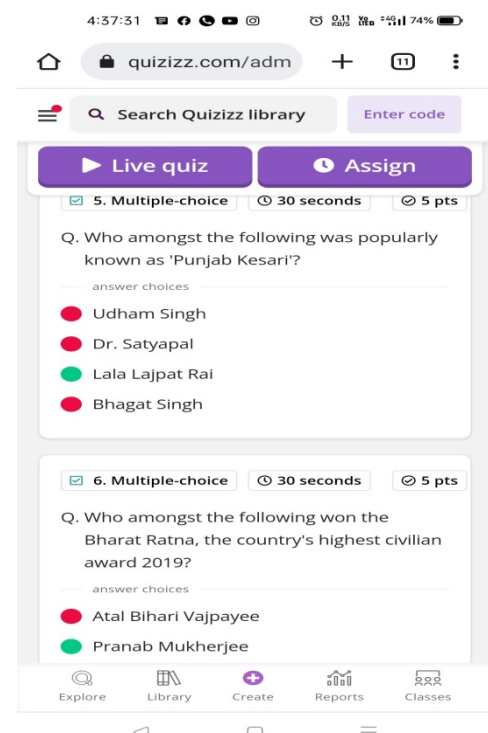 4:37:31 0.11 KB/S Vo LTE 4G 74%
quizizz.com/adm 11
Search Quizizz library Enter code
Live quiz Assign
5. Multiple-choice 30 seconds 5 pts
Q. Who amongst the following was popularly
known as 'Punjab Kesari'?
answer choices
Udham Singh
Dr. Satyapal
Lala Lajpat Rai
Bhagat Singh
6. Multiple-choice 30 seconds 5 pts
Q. Who amongst the following won the
Bharat Ratna, the country's highest civilian
award 2019?
answer choices
Atal Bihari Vajpayee
Pranab Mukherjee
Explore Library Create Reports Classes